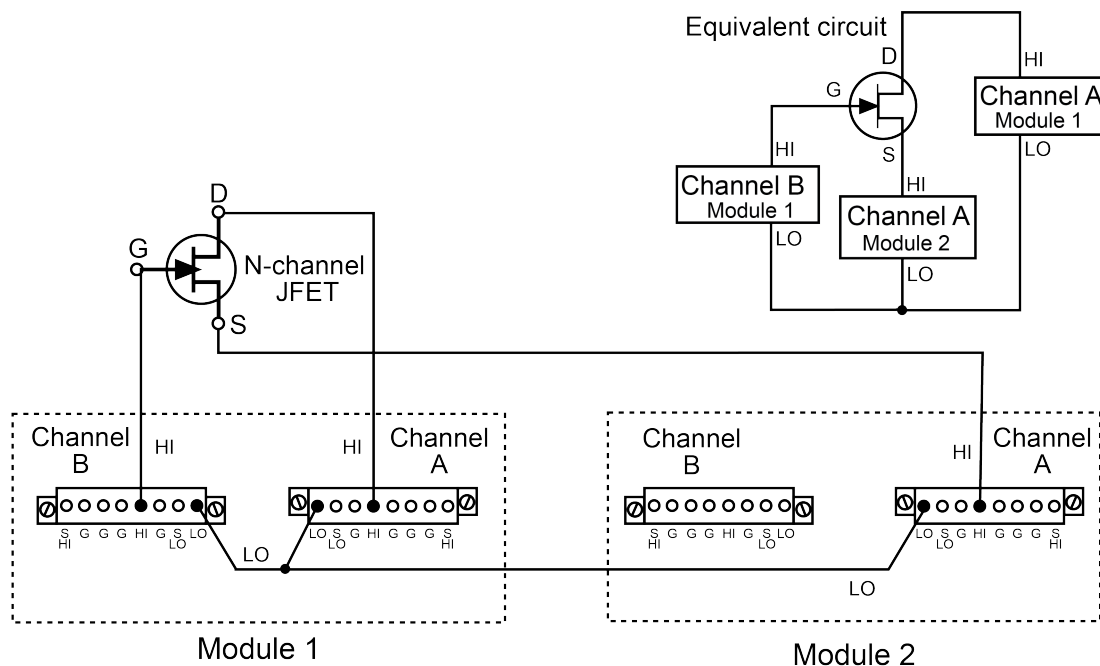 Equivalent circuit
D
HI
G
Channel A
Module 1
HI
S
LO
HI
Channel B
Module 1
Channel A
Module 2
LO
LO
D
G
N-channel
JFET
S
Channel
B
HI
HI
Channel
A
Channel
B
HI
Channel
A
S
HI
G
G
G
HI
G
S
LO
LO
LO
S
LO
G
HI
G
G
G
S
HI
S
HI
G
G
G
HI
G
S
LO
LO
LO
S
LO
G
HI
G
G
G
S
HI
LO
LO
Module 1
Module 2